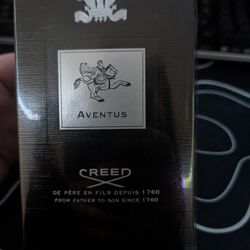 AVENTUS
CREED
DE PÈRE EN FILS DEPUIS 1760
FROM FATHER TO SON SINCE 1760